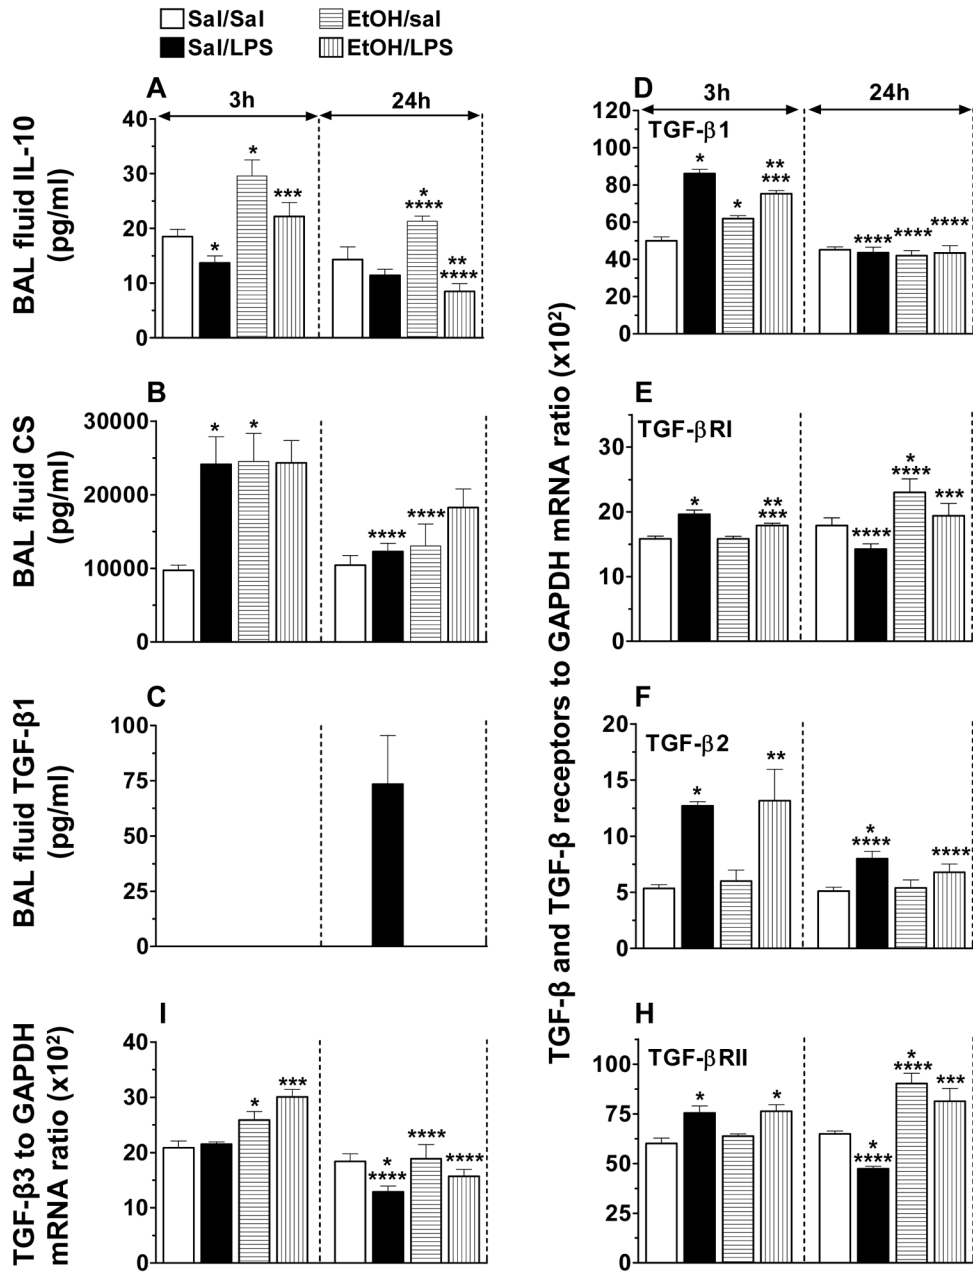 Sal/Sal
EtOH/sal
Sal/LPS
EtOH/LPS
A
3h
24h
BAL fluid IL-10
(pg/ml)
40
30
20
10
0
*
*
***
*
****
**
****
B
BAL fluid CS
(pg/ml)
30000
20000
10000
0
*
*
****
****
C
BAL fluid TGF-β1
(pg/ml)
100
75
50
25
0
I
TGF-β3 to GAPDH
mRNA ratio (x10²)
40
30
20
10
0
*
***
*
****
****
****
TGF-β and TGF-β receptors to GAPDH mRNA ratio (x10²)
D
3h
24h
TGF-β1
120
100
80
60
40
20
0
*
*
**
***
****
****
****
E
TGF-βRI
30
20
10
0
*
**
***
****
*
****
***
F
TGF-β2
20
15
10
5
0
*
**
*
****
****
H
TGF-βRII
100
75
50
25
0
*
*
*
****
*
****
***